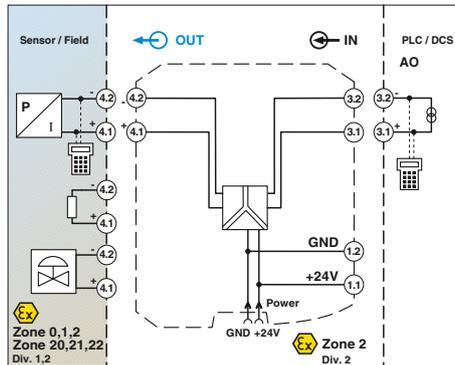 Sensor / Field
OUT
IN
PLC / DCS
AO
P
I
-
4.2
-
4.2
3.2
3.2
-
+
4.1
+
4.1
3.1
3.1
+
-
4.2
+
4.1
-
4.2
+
4.1
GND
1.2
+24V
1.1
Power
GND +24V
Ex
Zone 0,1,2
Zone 20,21,22
Div. 1,2
Ex
Zone 2
Div. 2